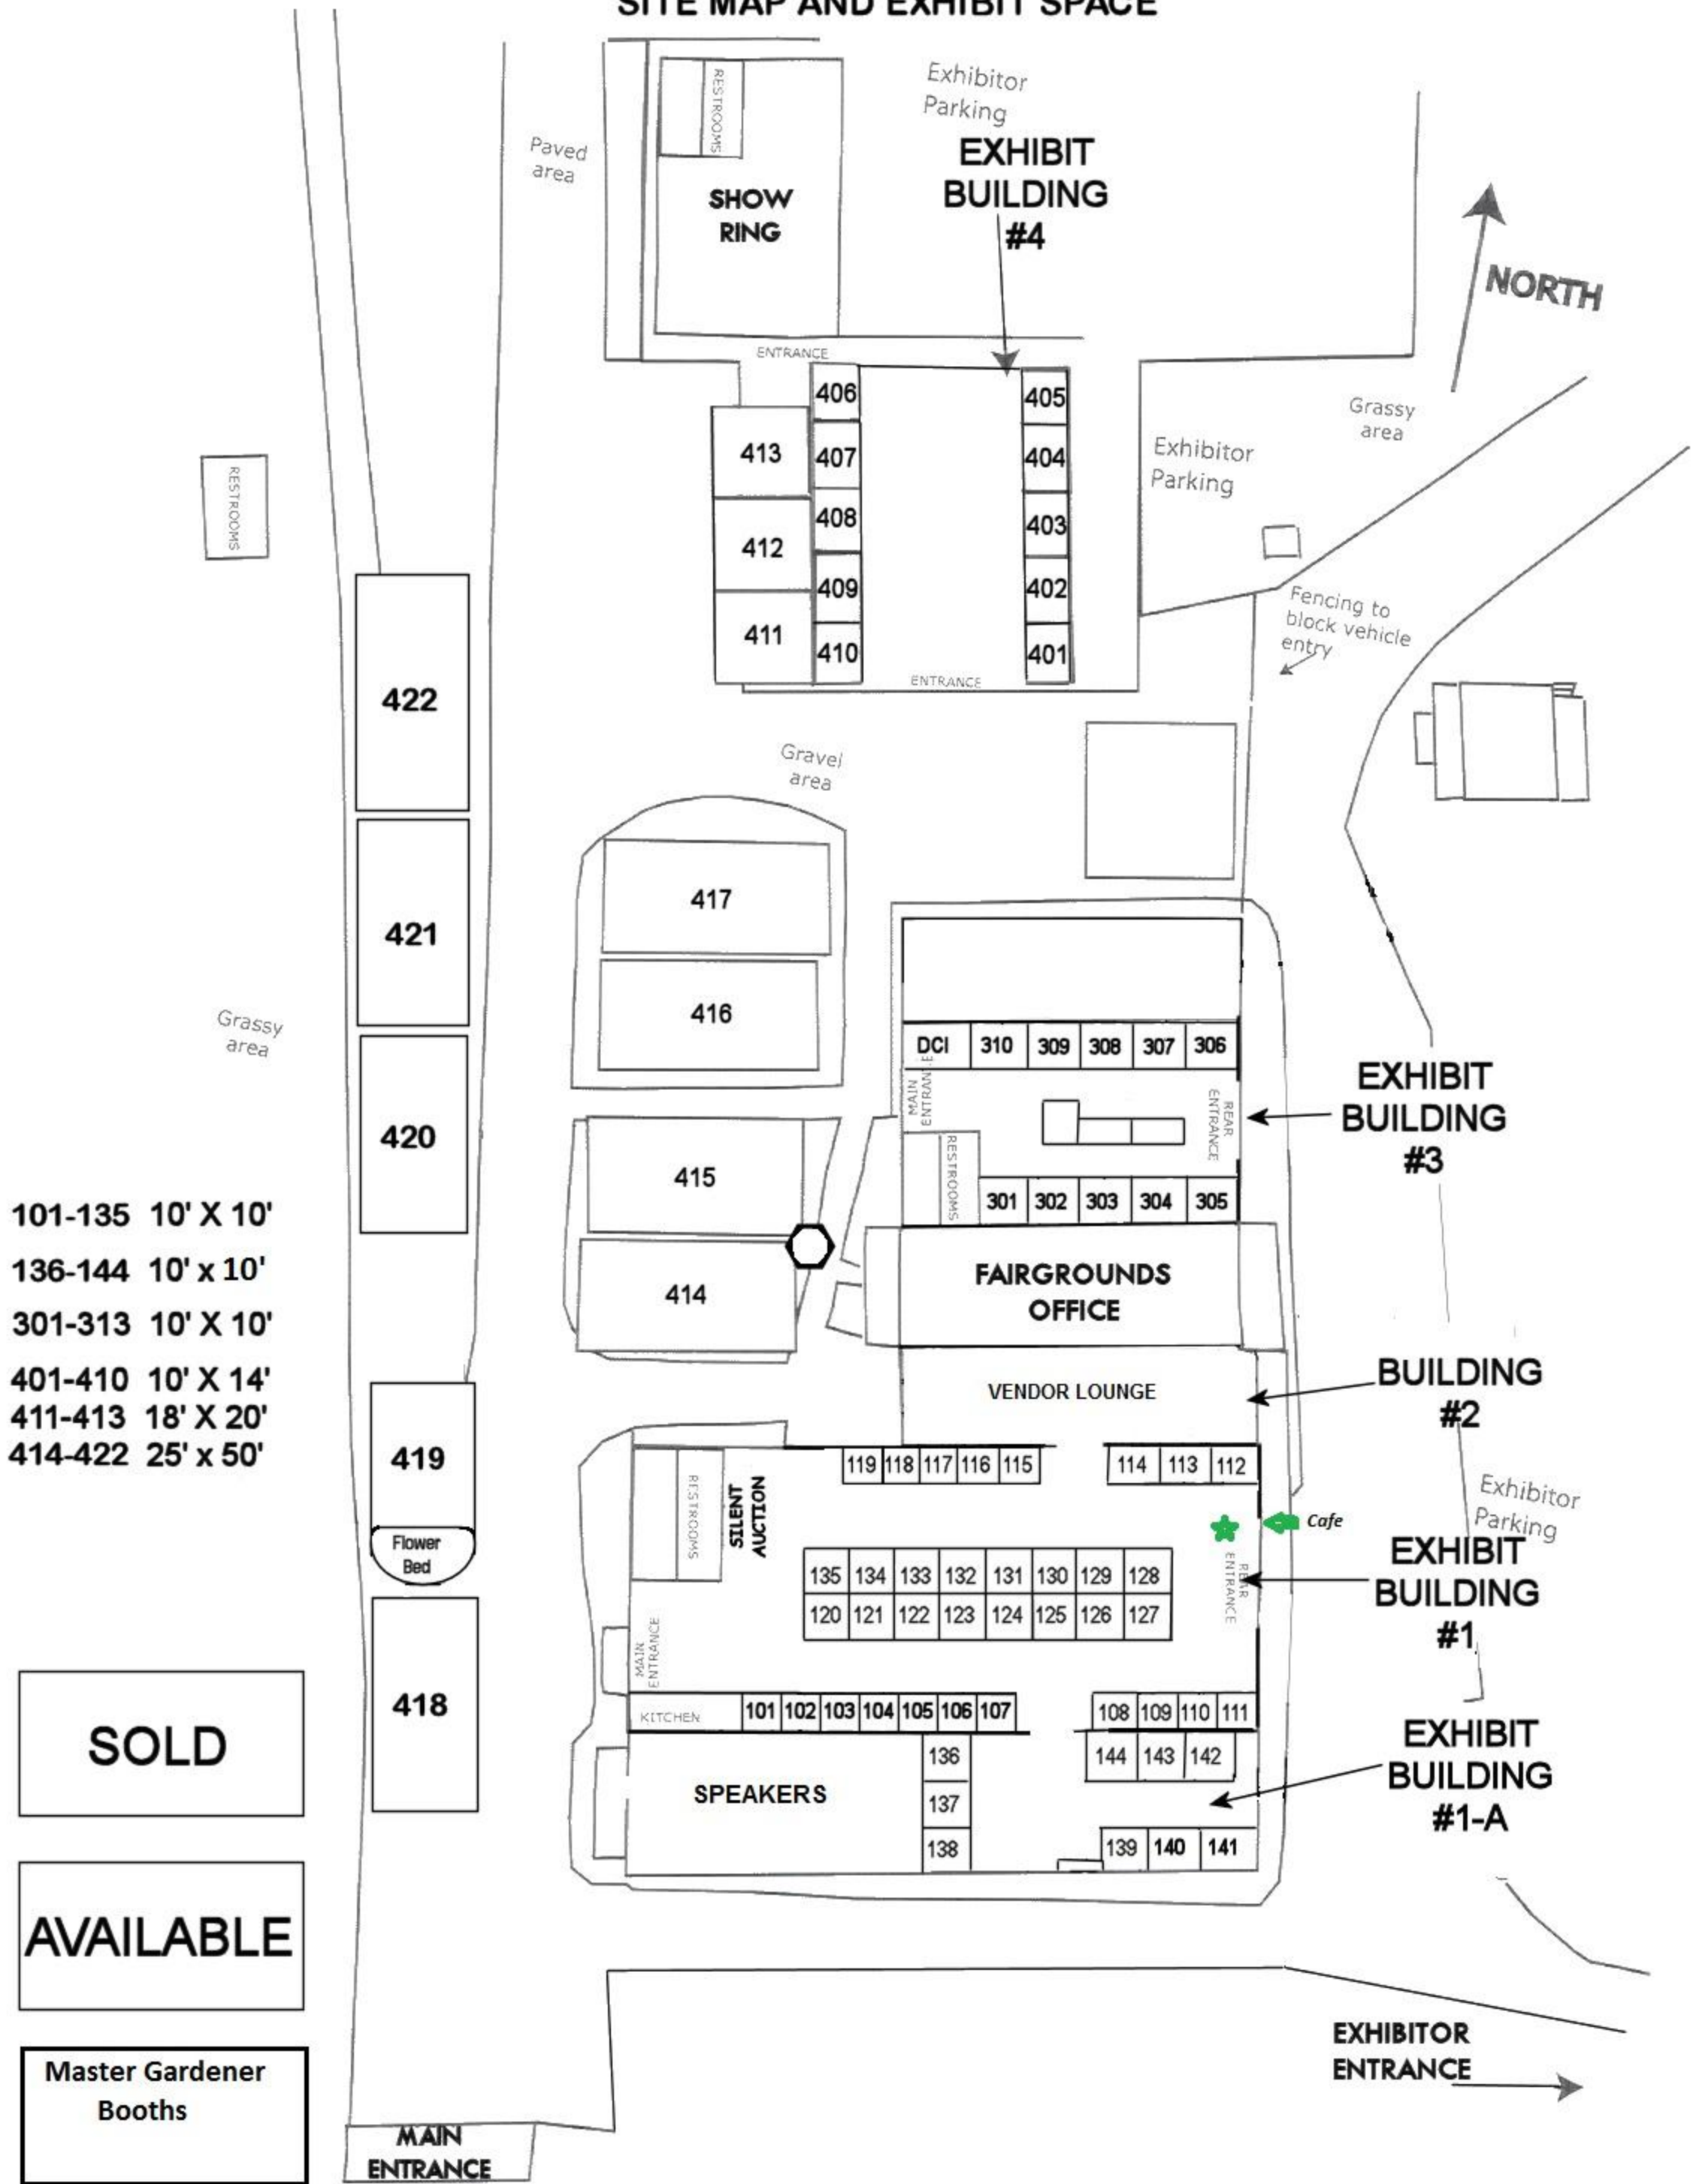 SITE MAP AND EXHIBIT SPACE
Exhibitor
Parking
RESTROOMS
Paved
area
EXHIBIT
BUILDING
#4
SHOW
RING
NORTH
ENTRANCE
406
405
Grassy
area
413
407
404
Exhibitor
Parking
RESTROOMS
408
403
412
409
402
Fencing to
block vehicle
entry
411
410
401
ENTRANCE
422
Gravel
area
417
421
416
Grassy
area
DCI 310 309 308 307 306
MAIN
ENTRANCE
REAR
ENTRANCE
EXHIBIT
BUILDING
#3
420
415
RESTROOMS
301 302 303 304 305
101-135 10' X 10'
136-144 10' x 10'
301-313 10' X 10'
401-410 10' X 14'
411-413 18' X 20'
414-422 25' x 50'
414
FAIRGROUNDS
OFFICE
VENDOR LOUNGE
BUILDING
#2
419
Flower
Bed
RESTROOMS
SILENT
AUCTION
119 118 117 116 115
114 113 112
Cafe
Exhibitor
Parking
135 134 133 132 131 130 129 128
120 121 122 123 124 125 126 127
REAR
ENTRANCE
EXHIBIT
BUILDING
#1
MAIN
ENTRANCE
418
KITCHEN
101 102 103 104 105 106 107
108 109 110 111
SOLD
136
144 143 142
EXHIBIT
BUILDING
#1-A
SPEAKERS
137
138
139 140 141
AVAILABLE
EXHIBITOR
ENTRANCE
Master Gardener
Booths
MAIN
ENTRANCE